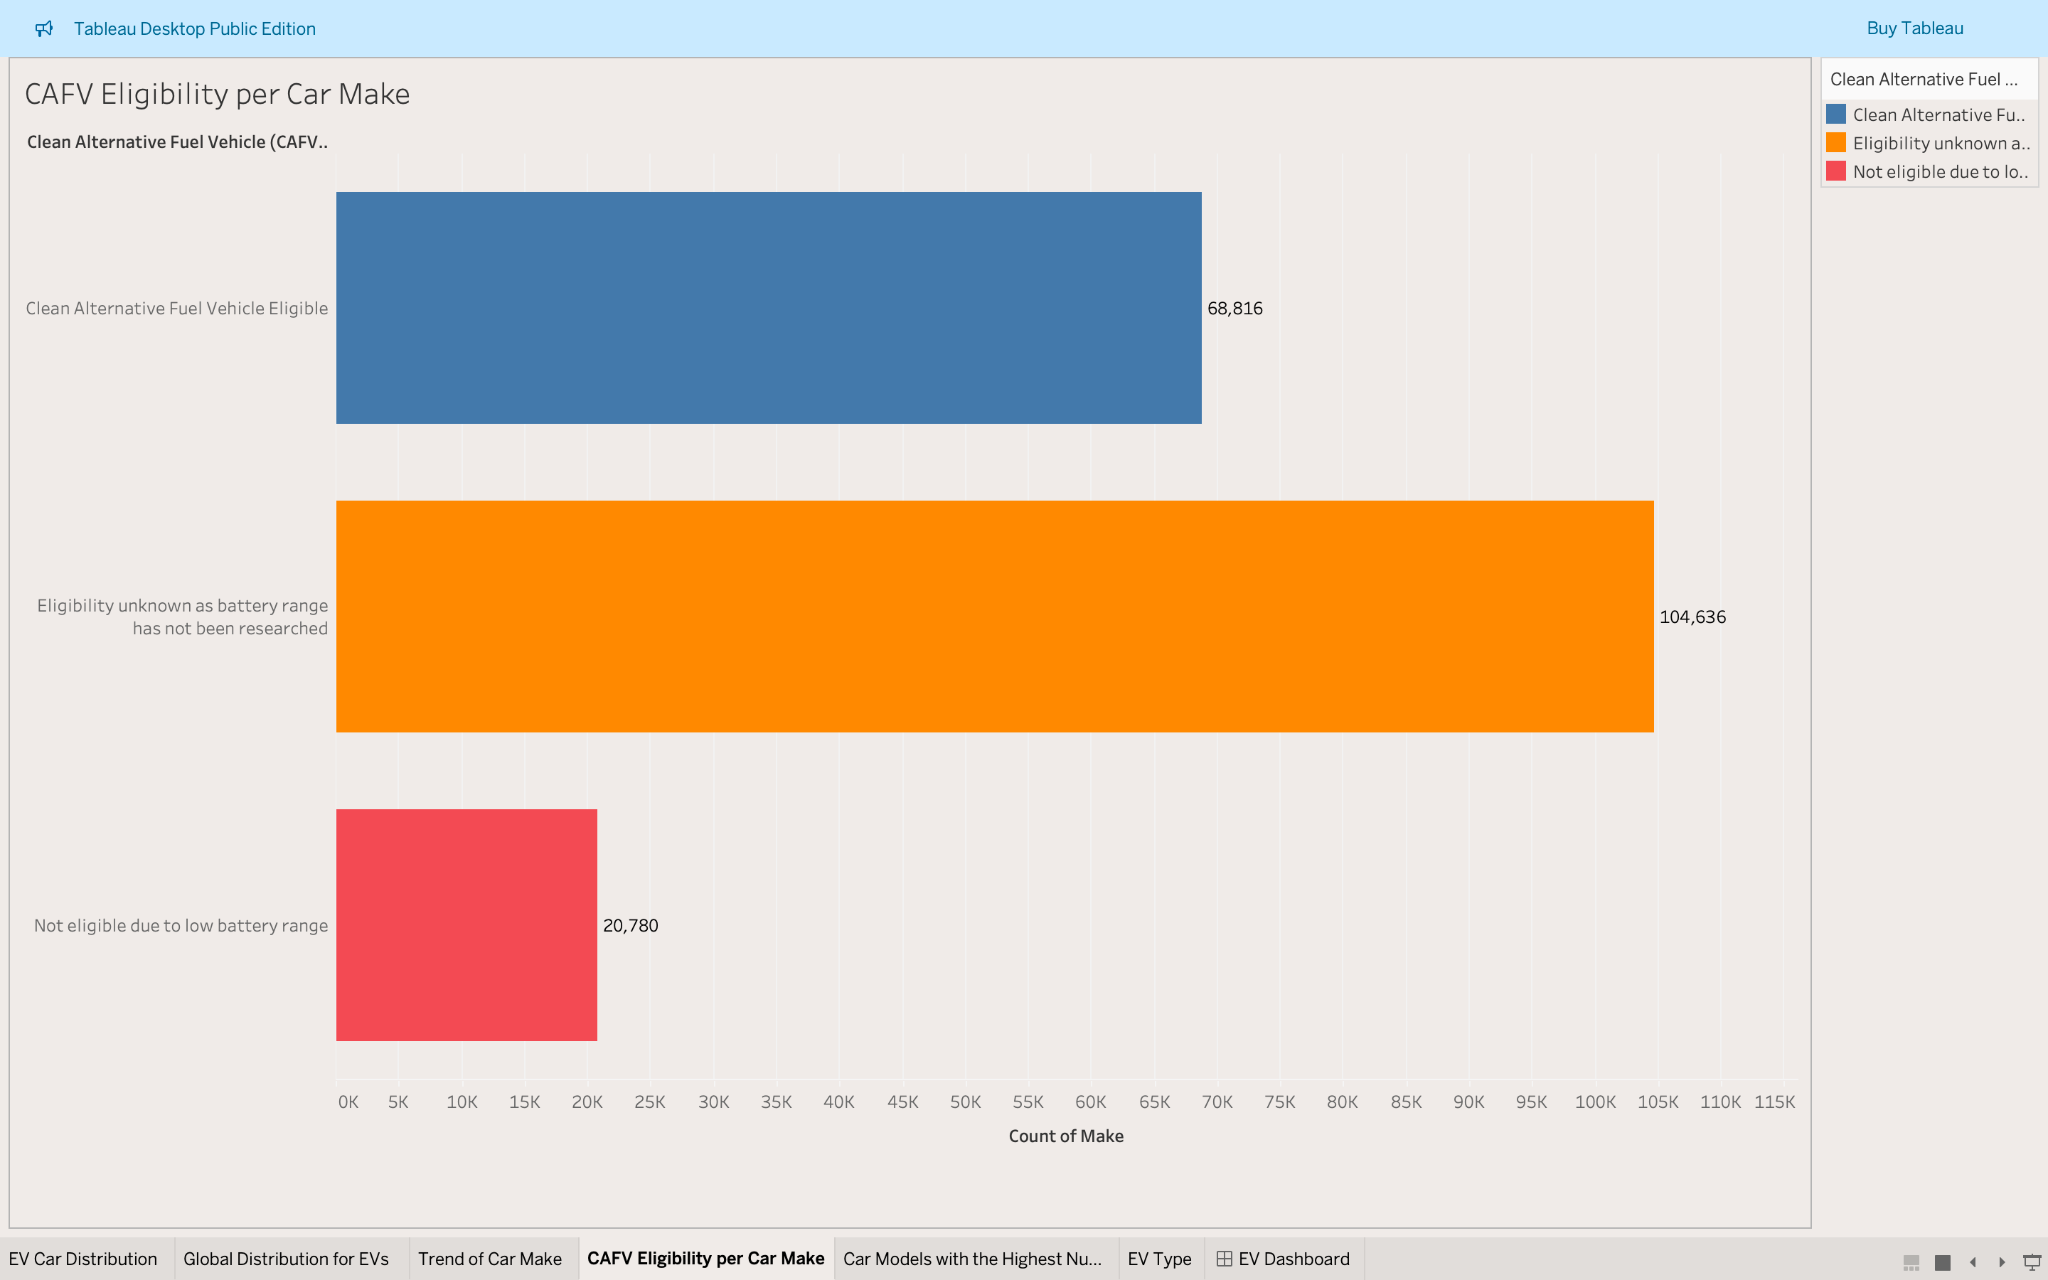 Tableau Desktop Public Edition
Buy Tableau
CAFV Eligibility per Car Make
Clean Alternative Fuel Vehicle (CAFV..
Clean Alternative Fuel Vehicle Eligible
68,816
Eligibility unknown as battery range
has not been researched
104,636
Not eligible due to low battery range
20,780
0K 5K 10K 15K 20K 25K 30K 35K 40K 45K 50K 55K 60K 65K 70K 75K 80K 85K 90K 95K 100K 105K 110K 115K
Count of Make
Clean Alternative Fuel ...
Clean Alternative Fu..
Eligibility unknown a..
Not eligible due to lo..
EV Car Distribution Global Distribution for EVs Trend of Car Make CAFV Eligibility per Car Make Car Models with the Highest Nu... EV Type EV Dashboard